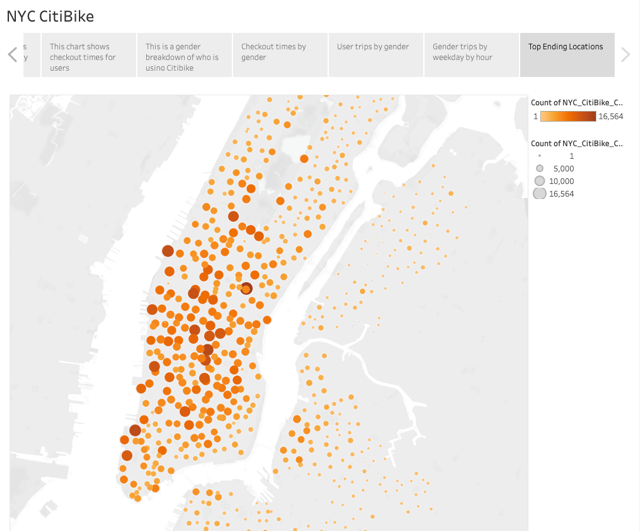 NYC CitiBike
s
y
This chart shows
checkout times for
users
This is a gender
breakdown of who is
using Citibike
Checkout times by
gender
User trips by gender
Gender trips by
weekday by hour
Top Ending Locations
Count of NYC_CitiBike_C..
1
16,564
Count of NYC_CitiBike_C..
1
5,000
10,000
16,564